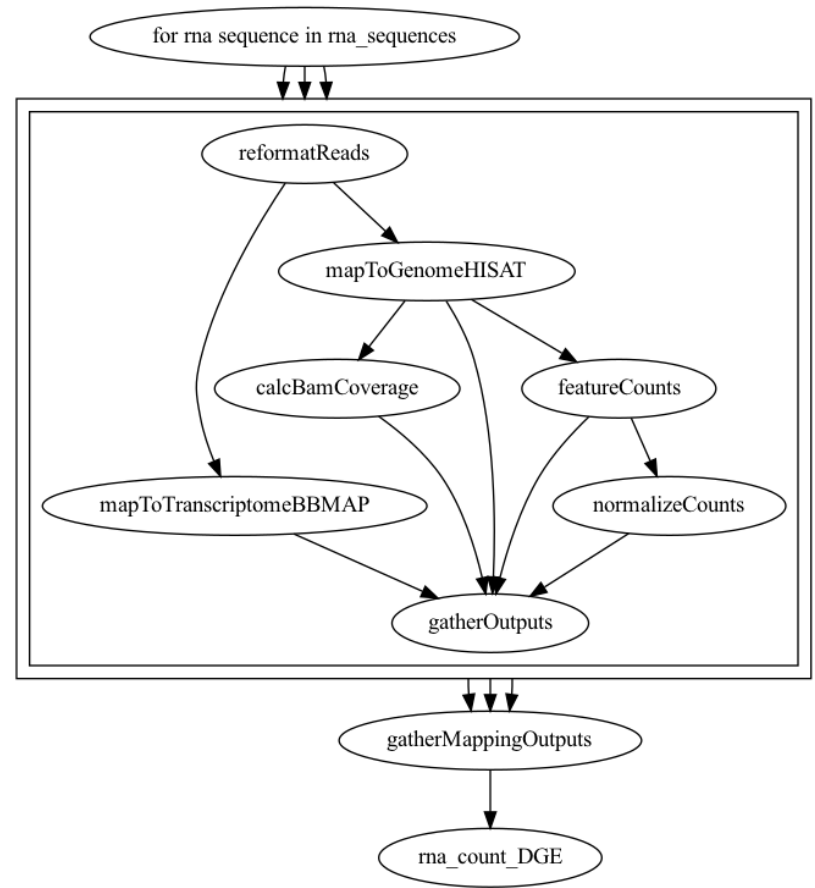 for rna sequence in rna_sequences
reformatReads
mapToGenomeHISAT
calcBamCoverage
featureCounts
mapToTranscriptomeBBMAP
normalizeCounts
gatherOutputs
gatherMappingOutputs
rna_count_DGE